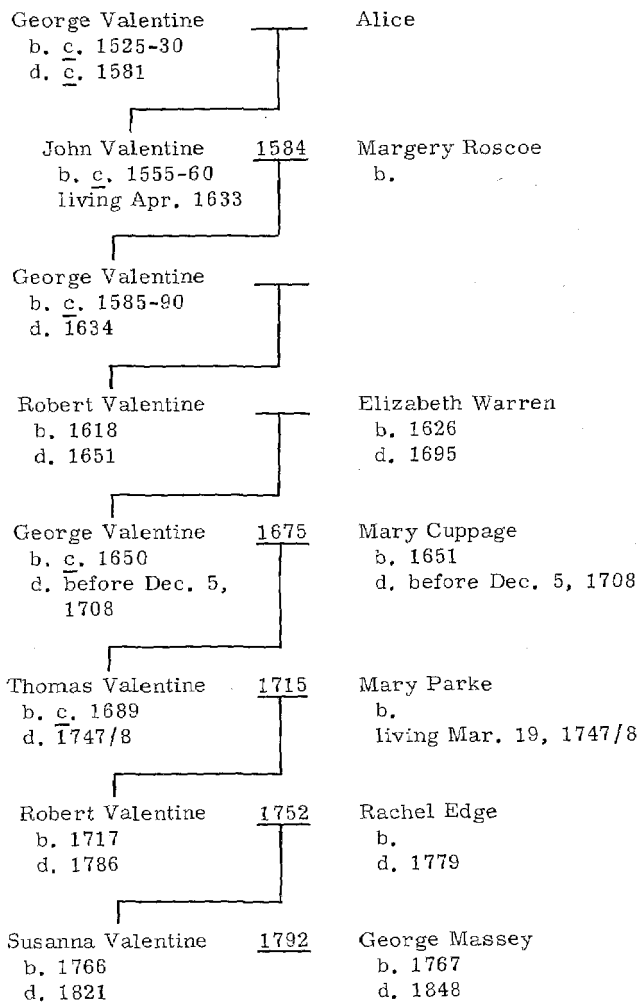 George Valentine Alice
b. c. 1525-30
d. c. 1581
John Valentine 1584 Margery Roscoe
b. c. 1555-60 b.
living Apr. 1633
George Valentine
b. c. 1585-90
d. 1634
Robert Valentine Elizabeth Warren
b. 1618 b. 1626
d. 1651 d. 1695
George Valentine 1675 Mary Cuppage
b. c. 1650 b. 1651
d. before Dec. 5, d. before Dec. 5, 1708
1708
Thomas Valentine 1715 Mary Parke
b. c. 1689 b.
d. 1747/8 living Mar. 19, 1747/8
Robert Valentine 1752 Rachel Edge
b. 1717 b.
d. 1786 d. 1779
Susanna Valentine 1792 George Massey
b. 1766 b. 1767
d. 1821 d. 1848